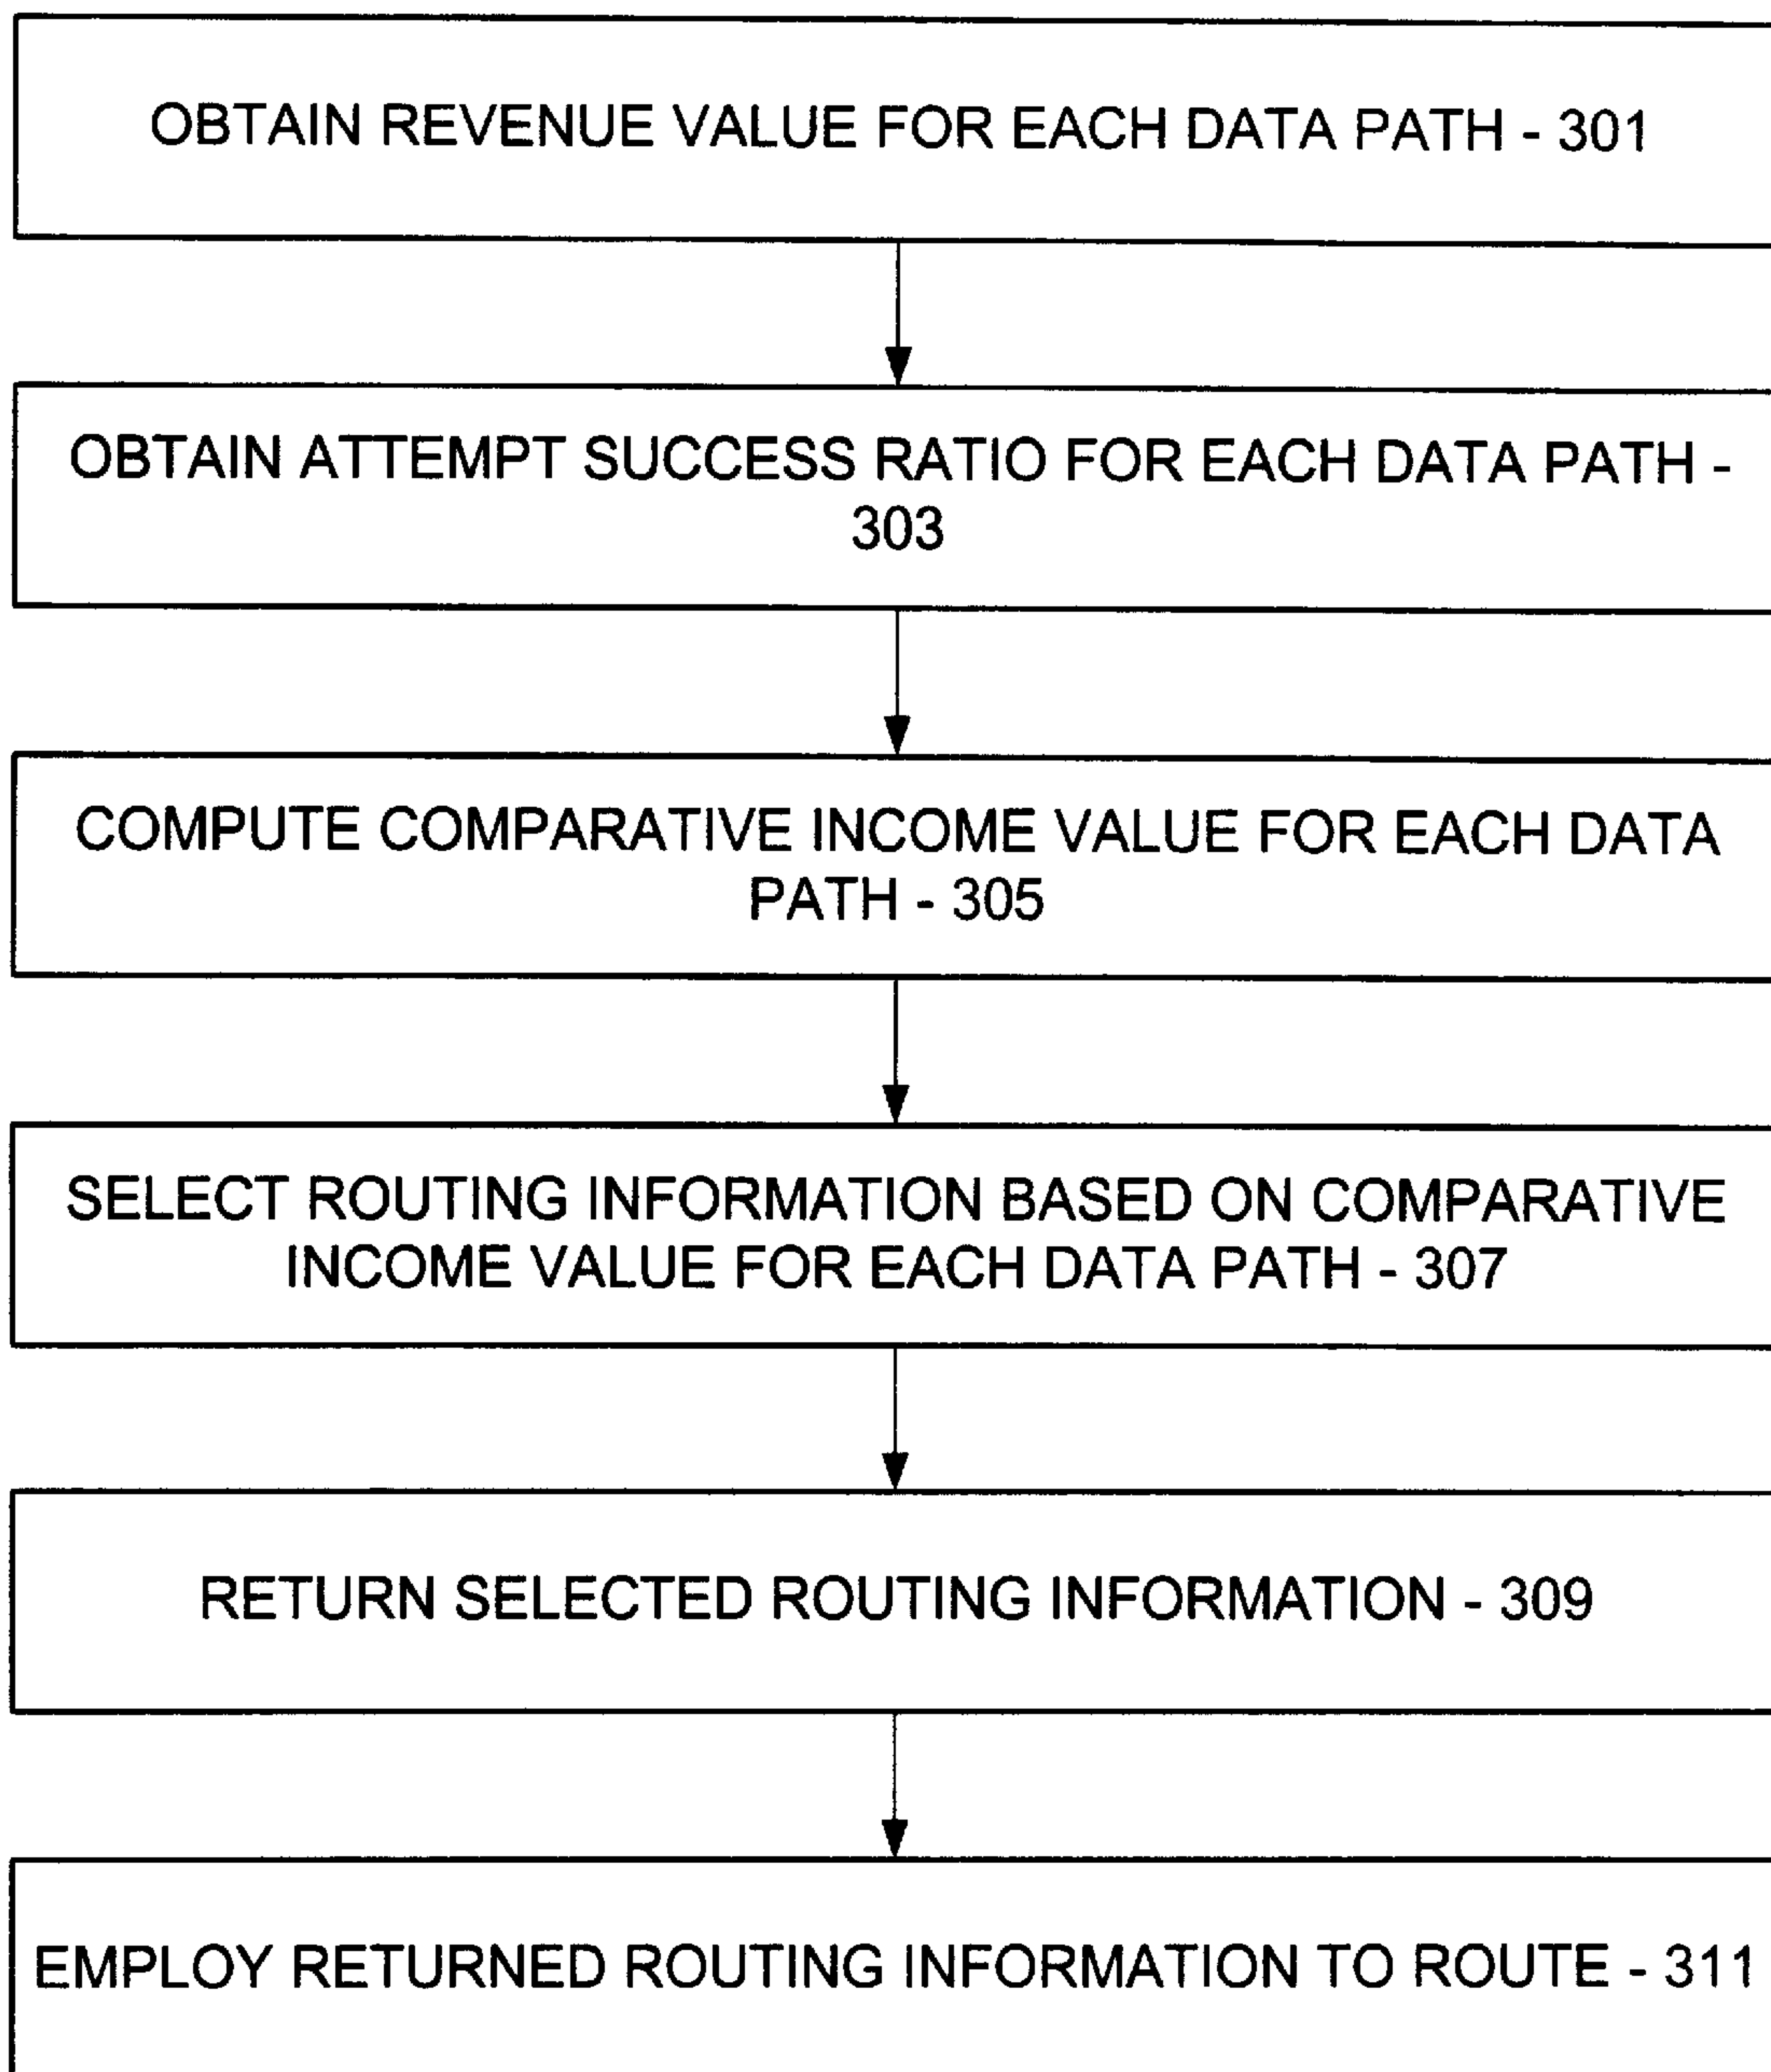 OBTAIN REVENUE VALUE FOR EACH DATA PATH - 301
OBTAIN ATTEMPT SUCCESS RATIO FOR EACH DATA PATH -
303
COMPUTE COMPARATIVE INCOME VALUE FOR EACH DATA
PATH - 305
SELECT ROUTING INFORMATION BASED ON COMPARATIVE
INCOME VALUE FOR EACH DATA PATH - 307
RETURN SELECTED ROUTING INFORMATION - 309
EMPLOY RETURNED ROUTING INFORMATION TO ROUTE - 311